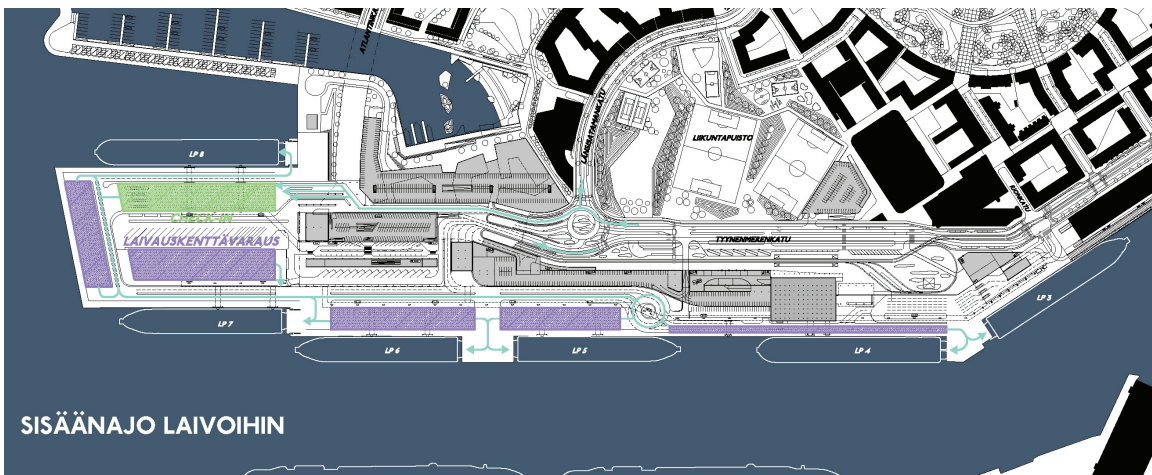 ATLANTINK
LÄNSISATAMANKATU
LIIKUNTAPUISTO
LP 8
CHECK-IN
LAIVAUSKENTTÄVARAUS
TYYNENMERENKATU
LP 3
LP 7
LP 6
LP 5
LP 4
SISÄÄNAJO LAIVOIHIN